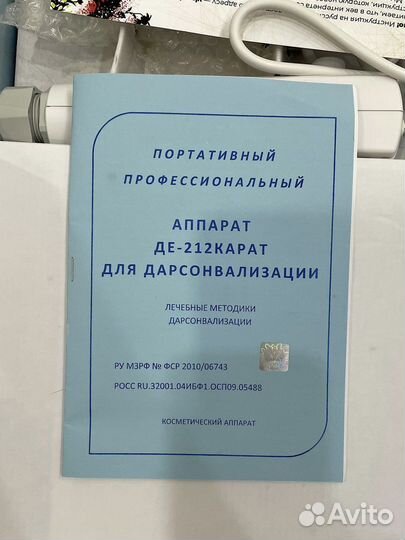 ПОРТАТИВНЫЙ
ПРОФЕССИОНАЛЬНЫЙ
АППАРАТ
ДЕ-212КАРАТ
ДЛЯ ДАРСОНВАЛИЗАЦИИ
ЛЕЧЕБНЫЕ МЕТОДИКИ
ДАРСОНВАЛИЗАЦИИ
РУ МЗРФ № ФСР 2010/06743
РОСС RU.32001.04ИБФ1.ОСП09.05488
КОСМЕТИЧЕСКИЙ АППАРАТ
Avito